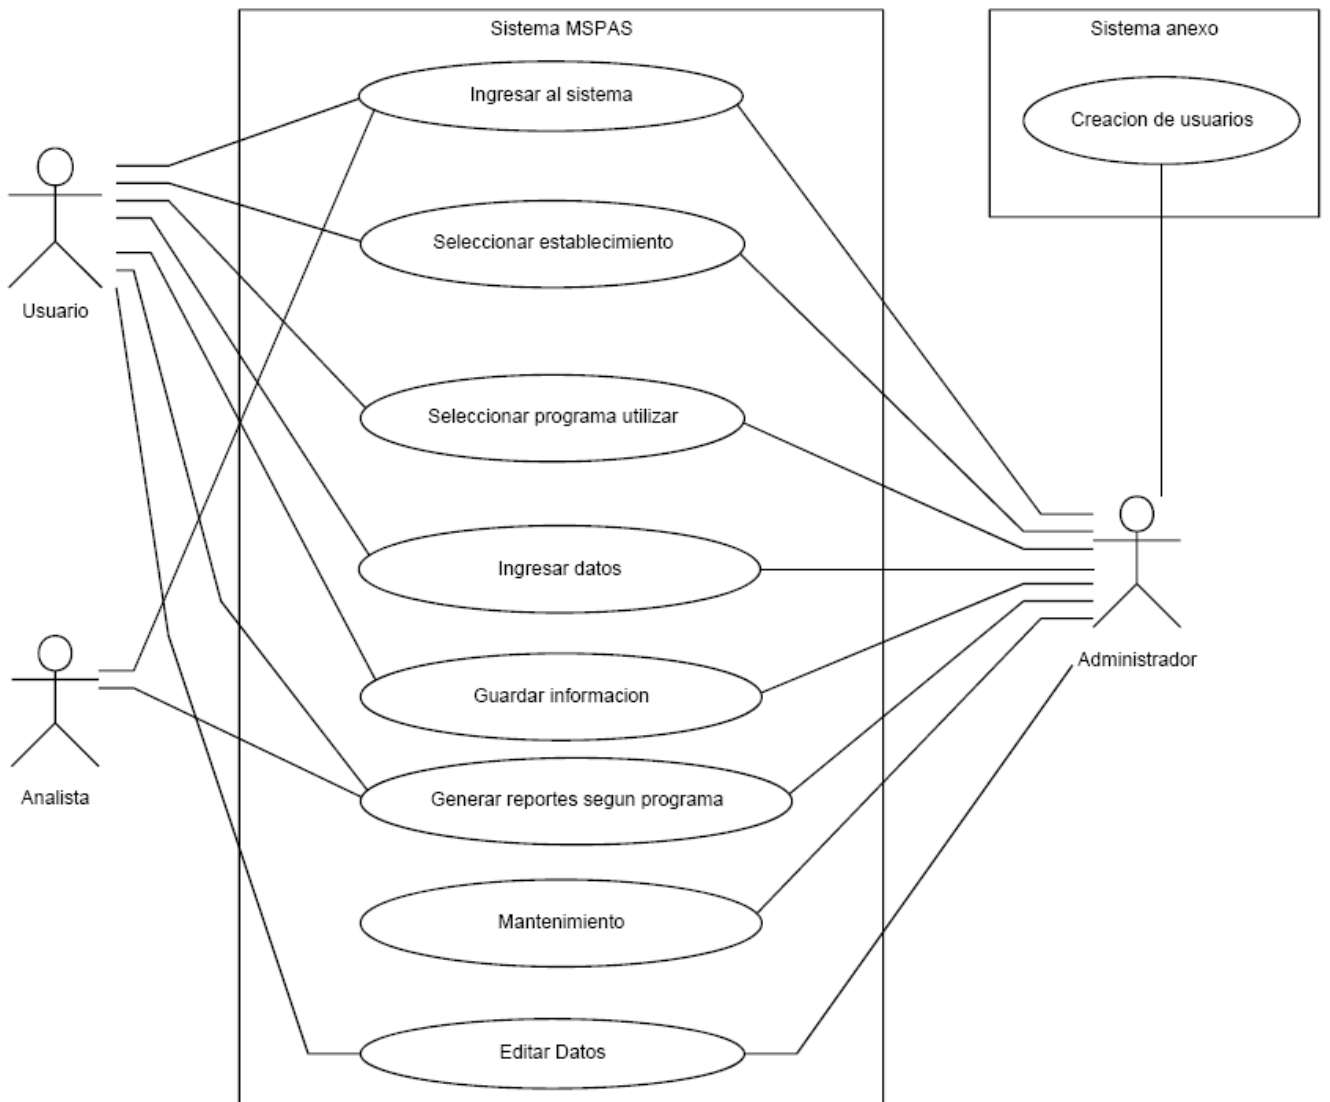 Sistema MSPAS
Sistema anexo
Ingresar al sistema
Creacion de usuarios
Seleccionar establecimiento
Usuario
Seleccionar programa utilizar
Ingresar datos
Administrador
Guardar informacion
Analista
Generar reportes segun programa
Mantenimiento
Editar Datos